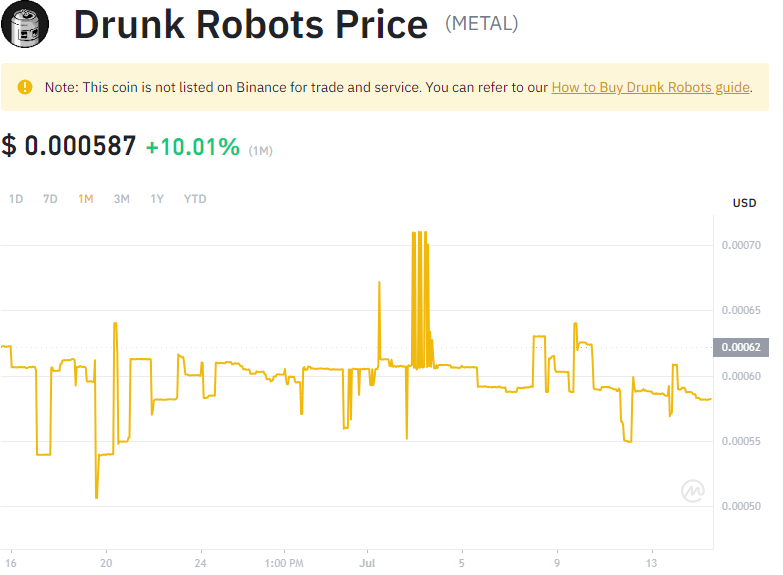 Drunk Robots Price (METAL)
Note: This coin is not listed on Binance for trade and service. You can refer to our How to Buy Drunk Robots guide.
$ 0.000587 +10.01% (1M)
1D 7D 1M 3M 1Y YTD
USD
0.00070
0.00065
0.00062
0.00060
0.00055
0.00050
16 20 24 1:00 PM Jul 5 9 13